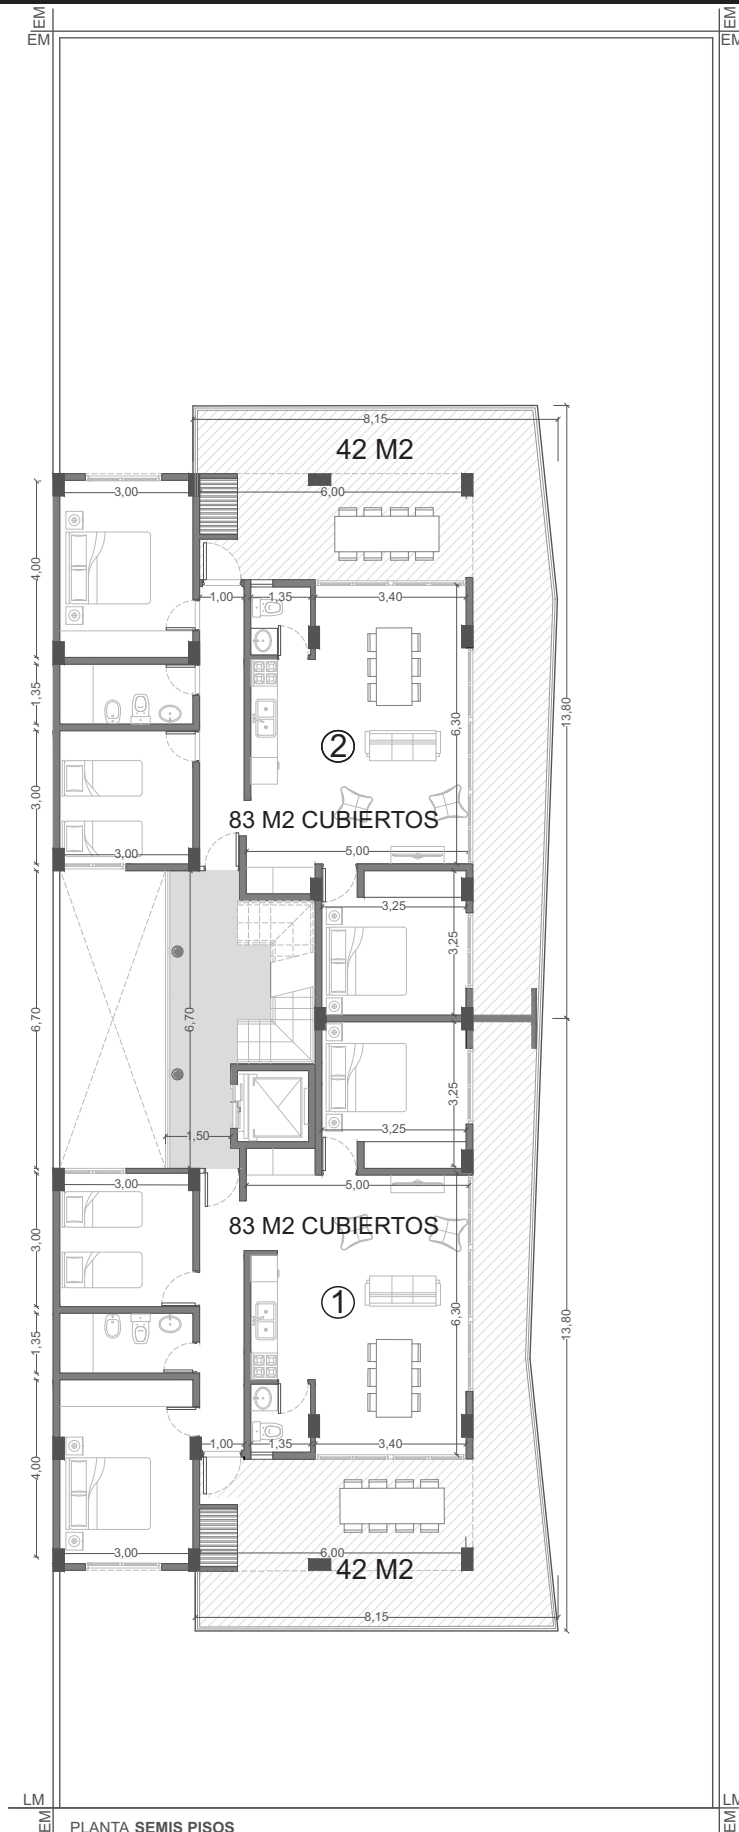 EM
EM
EM
EM
8,15
42 M2
3,00
6,00
4,00
1,00
1,35
3,40
1,35
13,80
6,30
2
3,00
83 M2 CUBIERTOS
3,00
5,00
3,25
3,25
6,70
6,70
3,25
1,50
3,25
3,00
5,00
83 M2 CUBIERTOS
3,00
1
6,30
13,80
1,35
1,00
1,35
3,40
4,00
3,00
6,00
42 M2
8,15
LM
LM
EM
EM
PLANTA SEMIS PISOS